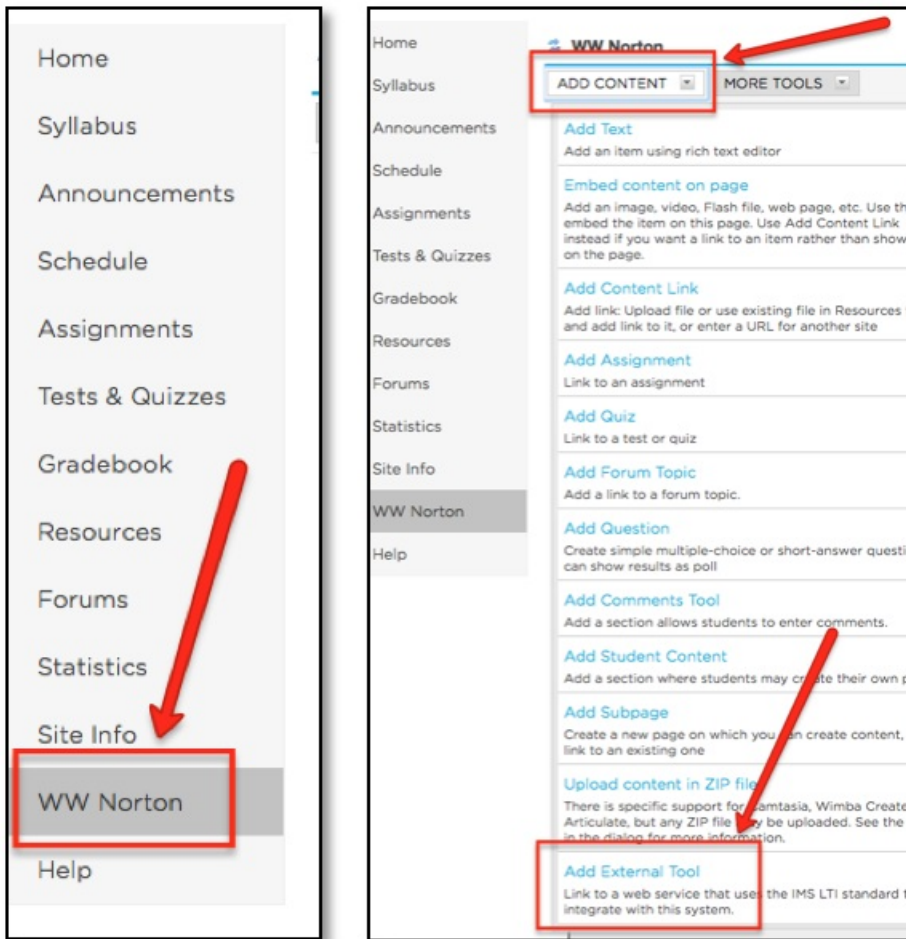 Home
Syllabus
Announcements
Schedule
Assignments
Tests & Quizzes
Gradebook
Resources
Forums
Statistics
Site Info
WW Norton
Help
Home
Syllabus
Announcements
Schedule
Assignments
Tests & Quizzes
Gradebook
Resources
Forums
Statistics
Site Info
WW Norton
Help
WW Norton
ADD CONTENT MORE TOOLS
Add Text
Add an item using rich text editor
Embed content on page
Add an image, video, Flash file, web page, etc. Use
embed the item on this page. Use Add Content Link
instead if you want a link to an item rather than show
on the page.
Add Content Link
Add link: Upload file or use existing file in Resources
and add link to it, or enter a URL for another site
Add Assignment
Link to an assignment
Add Quiz
Link to a test or quiz
Add Forum Topic
Add a link to a forum topic.
Add Question
Create simple multiple-choice or short-answer
can show results as poll
Add Comments Tool
Add a section allows students to enter comments.
Add Student Content
Add a section where students may create their own
Add Subpage
Create a new page on which you can create content,
link to an existing one
Upload content in ZIP file
There is specific support for Camtasia, Wimba Create
Articulate, but any ZIP file may be uploaded. See the
in the dialog for more information.
Add External Tool
Link to a web service that uses the IMS LTI standard
integrate with this system.